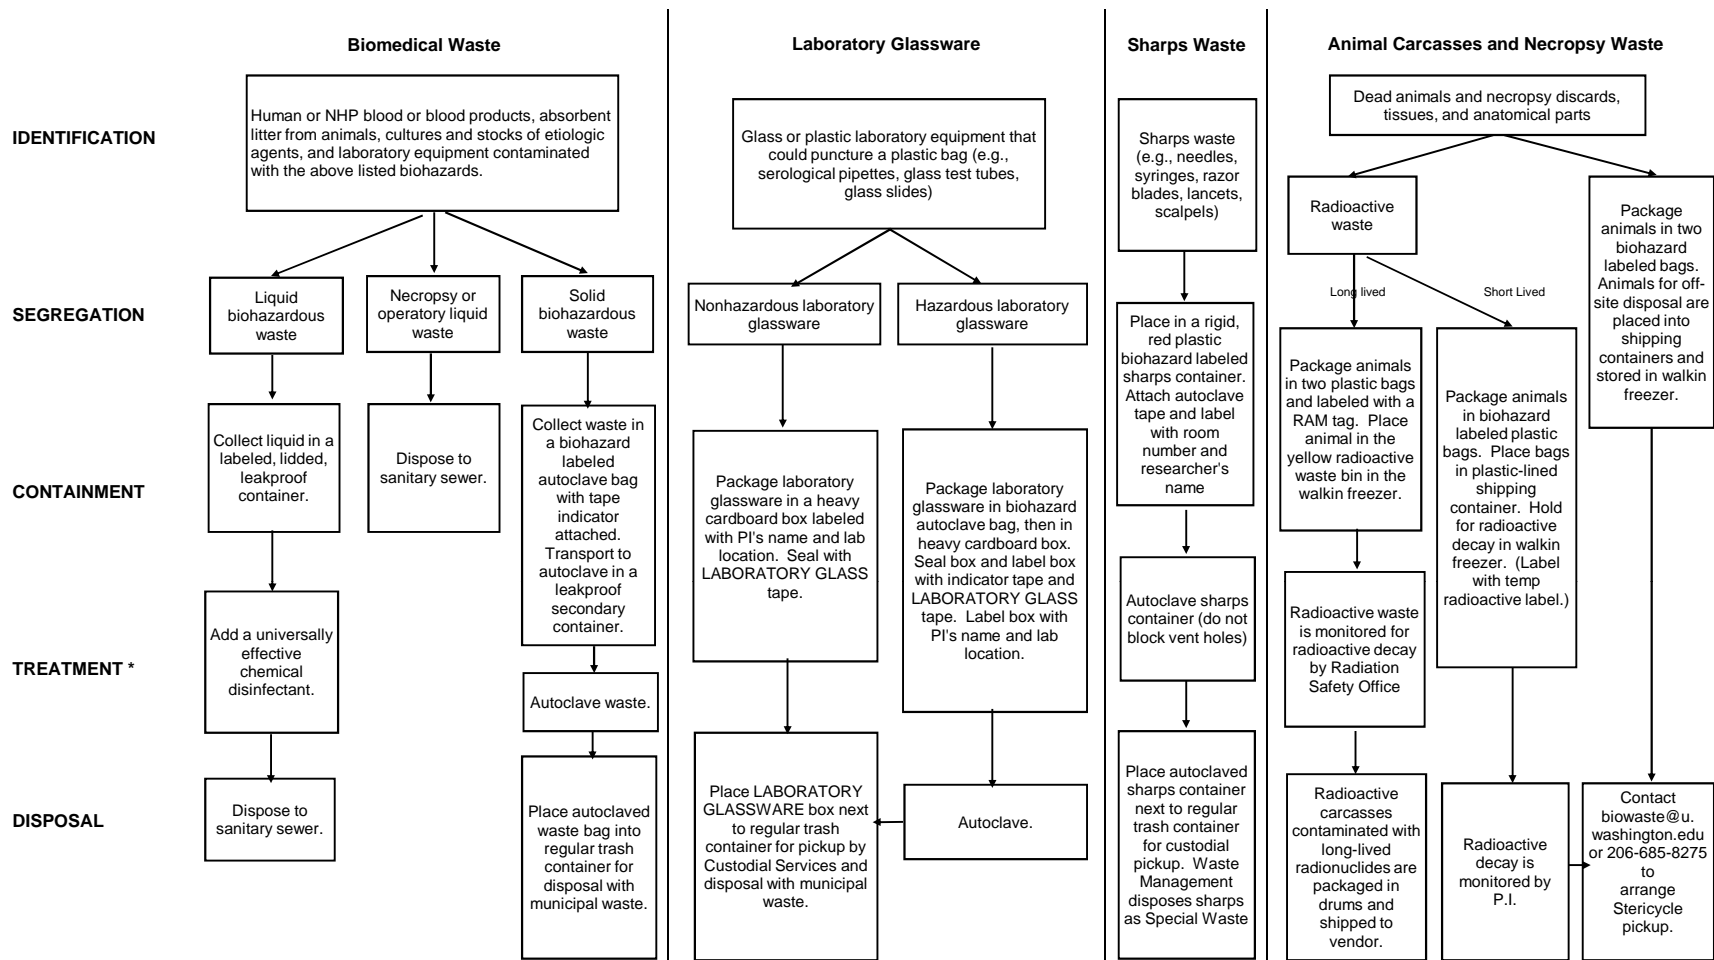 Biomedical Waste
Laboratory Glassware
Sharps Waste
Animal Carcasses and Necropsy Waste
IDENTIFICATION
SEGREGATION
CONTAINMENT
TREATMENT *
DISPOSAL
Human or NHP blood or blood products, absorbent
litter from animals, cultures and stocks of etiologic
agents, and laboratory equipment contaminated
with the above listed biohazards.
Liquid
biohazardous
waste
Necropsy or
operatory liquid
waste
Solid
biohazardous
waste
Collect liquid in a
labeled, lidded,
leakproof
container.
Dispose to
sanitary sewer.
Collect waste in
a biohazard
labeled
autoclave bag
with tape
indicator
attached.
Transport to
autoclave in a
leakproof
secondary
container.
Add a universally
effective
chemical
disinfectant.
Autoclave waste.
Dispose to
sanitary sewer.
Place autoclaved
waste bag into
regular trash
container for
disposal with
municipal waste.
Glass or plastic laboratory equipment that
could puncture a plastic bag (e.g.,
serological pipettes, glass test tubes,
glass slides)
Nonhazardous laboratory
glassware
Hazardous laboratory
glassware
Package laboratory
glassware in a heavy
cardboard box labeled
with PI's name and lab
location.  Seal with
LABORATORY GLASS
tape.
Package laboratory
glassware in biohazard
autoclave bag, then in
heavy cardboard box.
Seal box and label box
with indicator tape and
LABORATORY GLASS
tape.  Label box with
PI's name and lab
location.
Place LABORATORY
GLASSWARE box next
to regular trash
container for pickup by
Custodial Services and
disposal with municipal
waste.
Autoclave.
Sharps waste
(e.g., needles,
syringes, razor
blades, lancets,
scalpels)
Place in a rigid,
red plastic
biohazard labeled
sharps container.
Attach autoclave
tape and label
with room
number and
researcher's
name
Autoclave sharps
container (do not
block vent holes)
Place autoclaved
sharps container
next to regular
trash container
for custodial
pickup.  Waste
Management
disposes sharps
as Special Waste
Dead animals and necropsy discards,
tissues, and anatomical parts
Radioactive
waste
Package
animals in two
biohazard
labeled bags.
Animals for off-
site disposal are
placed into
shipping
containers and
stored in walkin
freezer.
Long lived
Short Lived
Package animals
in two plastic bags
and labeled with a
RAM tag.  Place
animal in the
yellow radioactive
waste bin in the
walkin freezer.
Package animals
in biohazard
labeled plastic
bags.  Place bags
in plastic-lined
shipping
container.  Hold
for radioactive
decay in walkin
freezer.  (Label
with temp
radioactive label.)
Radioactive waste
is monitored for
radioactive decay
by Radiation
Safety Office
Radioactive
carcasses
contaminated with
long-lived
radionuclides are
packaged in
drums and
shipped to
vendor.
Radioactive
decay is
monitored by
P.I.
Contact
biowaste@u.
washington.edu
or 206-685-8275
to
arrange
Stericycle
pickup.